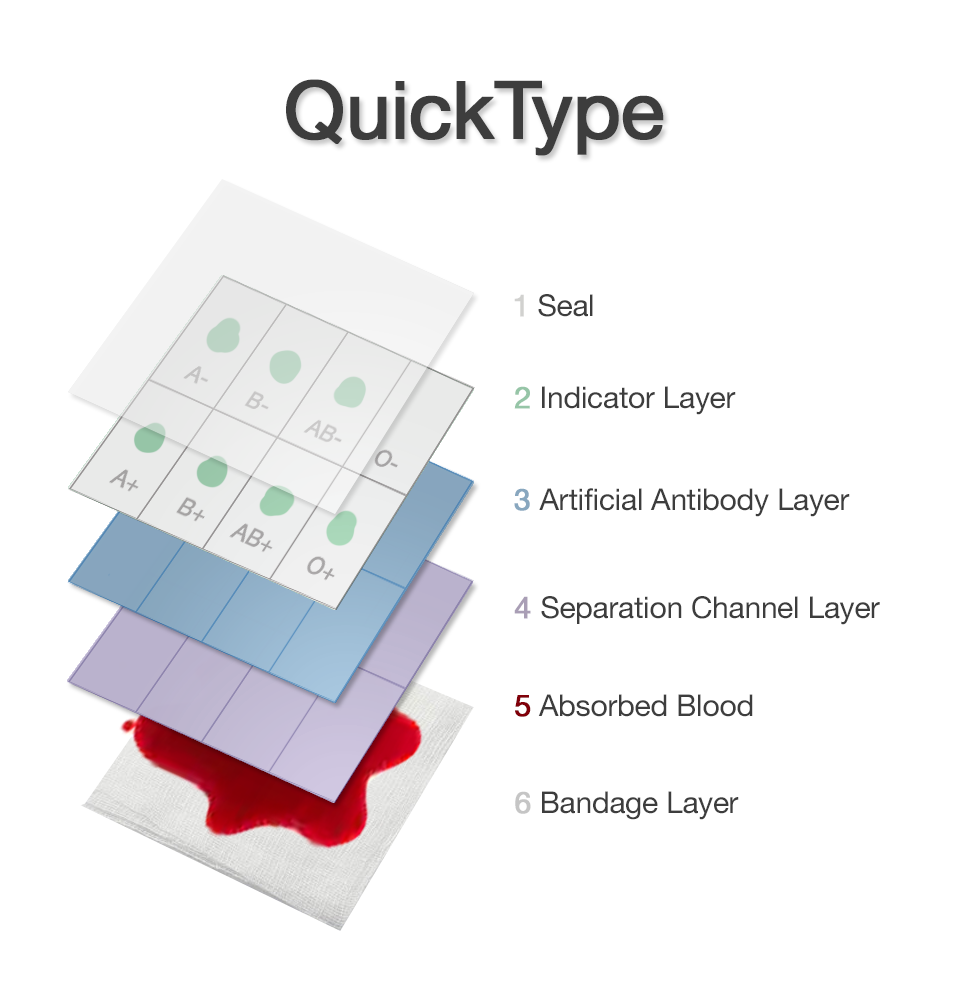 QuickType
1 Seal
2 Indicator Layer
3 Artificial Antibody Layer
4 Separation Channel Layer
5 Absorbed Blood
6 Bandage Layer
A-
B-
AB-
O-
A+
B+
AB+
O+